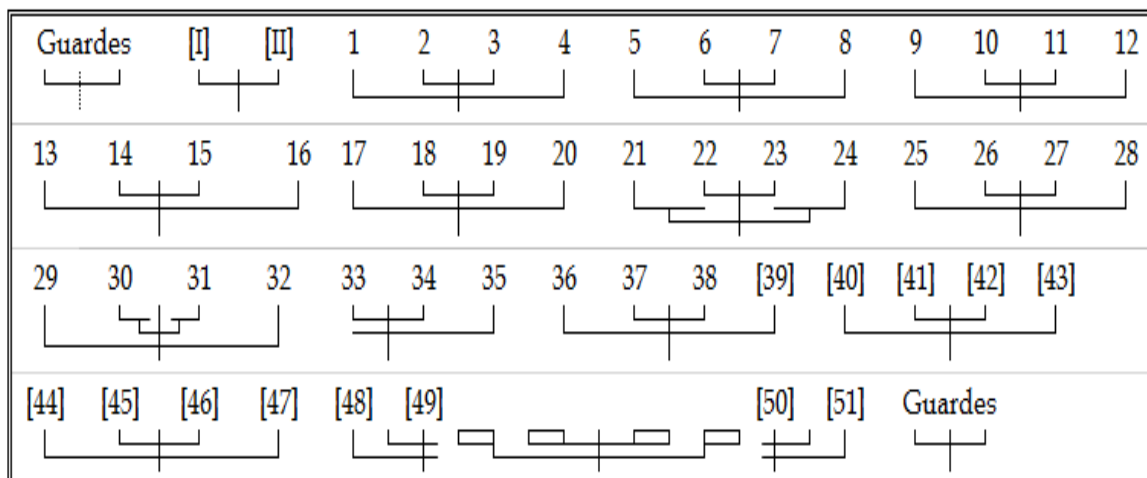 Guardes [I] [II] 1 2 3 4 5 6 7 8 9 10 11 12
13 14 15 16 17 18 19 20 21 22 23 24 25 26 27 28
29 30 31 32 33 34 35 36 37 38 [39] [40] [41] [42] [43]
[44] [45] [46] [47] [48] [49] [50] [51] Guardes